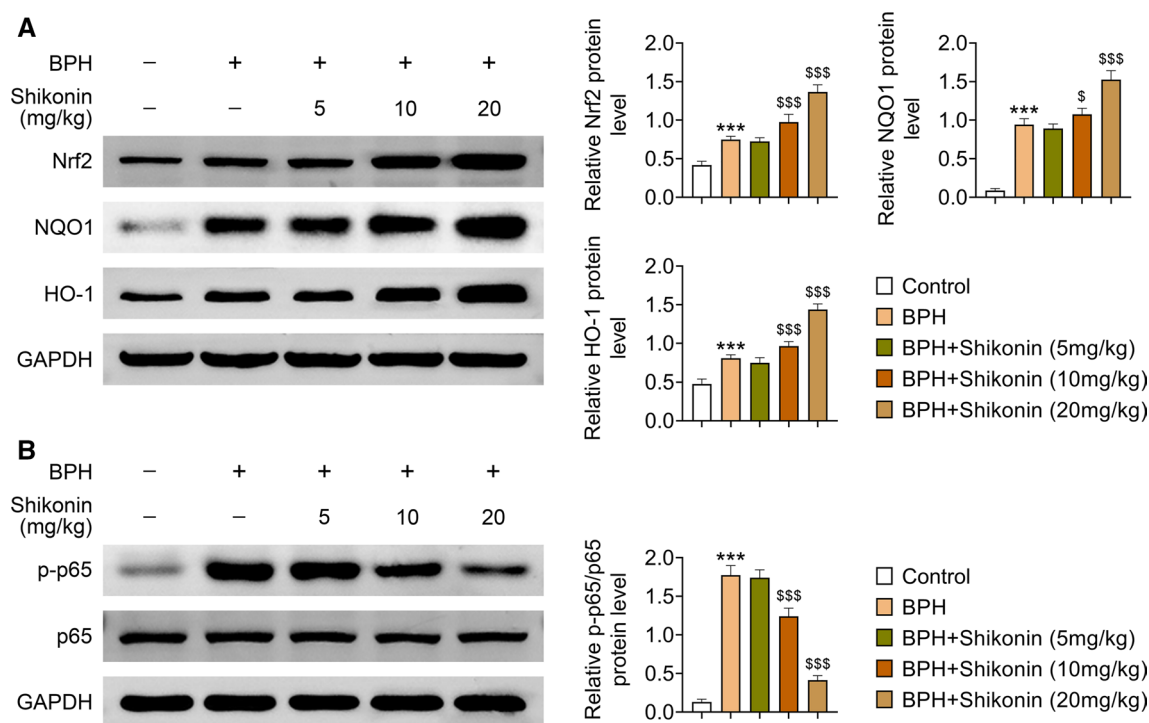 A
BPH – + + + +
Shikonin
(mg/kg) – – 5 10 20
Nrf2
NQO1
HO-1
GAPDH
Relative Nrf2 protein
level
2.0
1.5
1.0
0.5
0.0
***
$$$
$$$
Relative NQO1 protein
level
2.0
1.5
1.0
0.5
0.0
***
$
$$$
Relative HO-1 protein
level
2.0
1.5
1.0
0.5
0.0
***
$$$
$$$
Control
BPH
BPH+Shikonin (5mg/kg)
BPH+Shikonin (10mg/kg)
BPH+Shikonin (20mg/kg)
B
BPH – + + + +
Shikonin
(mg/kg) – – 5 10 20
p-p65
p65
GAPDH
Relative p-p65/p65
protein level
2.0
1.5
1.0
0.5
0.0
***
$$$
$$$
Control
BPH
BPH+Shikonin (5mg/kg)
BPH+Shikonin (10mg/kg)
BPH+Shikonin (20mg/kg)